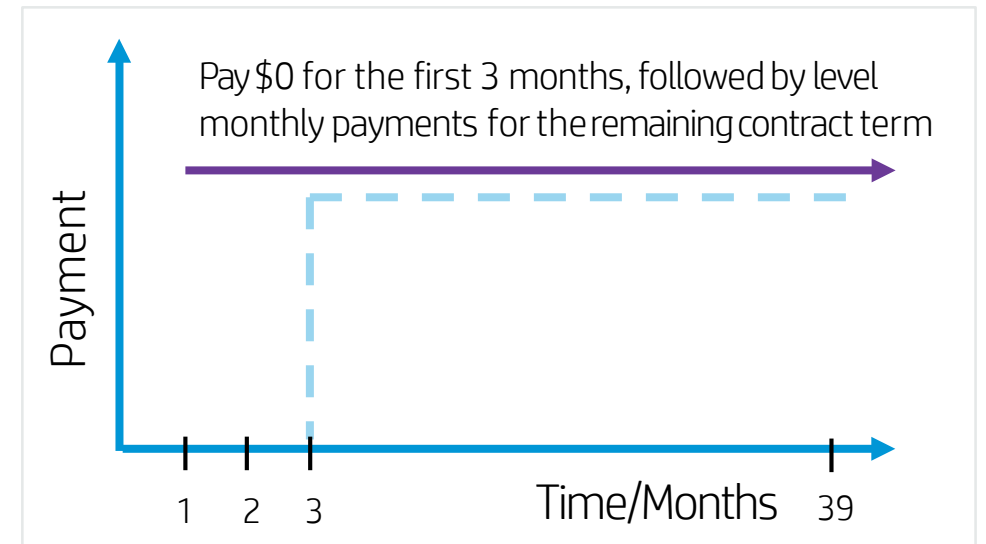 Pay $0 for the first 3 months, followed by level
monthly payments for the remaining contract term
Payment
1 2 3 Time/Months 39